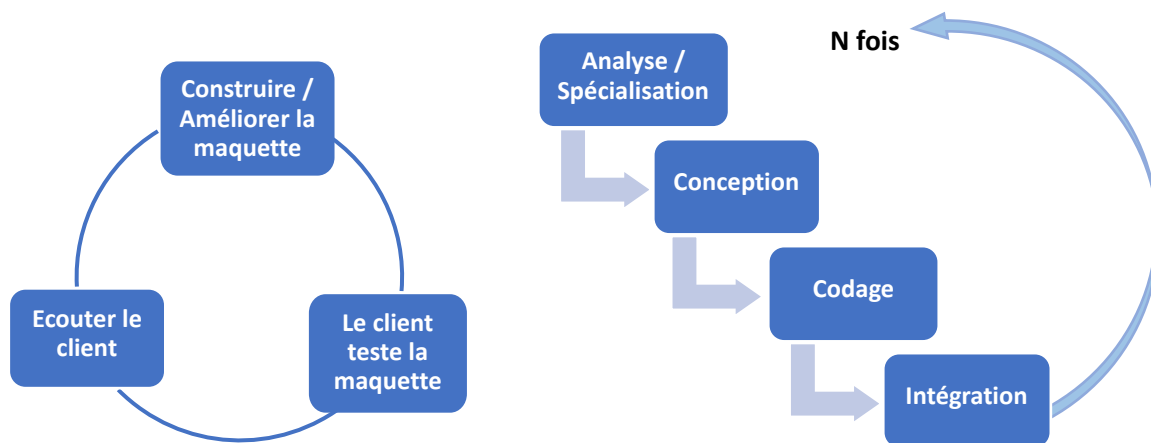 Construire /
Améliorer la
maquette
Ecouter le
client
Le client
teste la
maquette
N fois
Analyse /
Spécialisation
Conception
Codage
Intégration